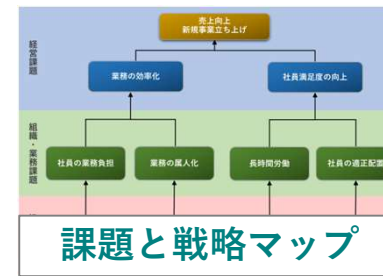 売上向上
新規事業立ち上げ
経営課題
業務の効率化
社員満足度の向上
組織・業務課題
社員の業務負担
業務の属人化
長時間労働
社員の適正配置
課題と戦略マップ